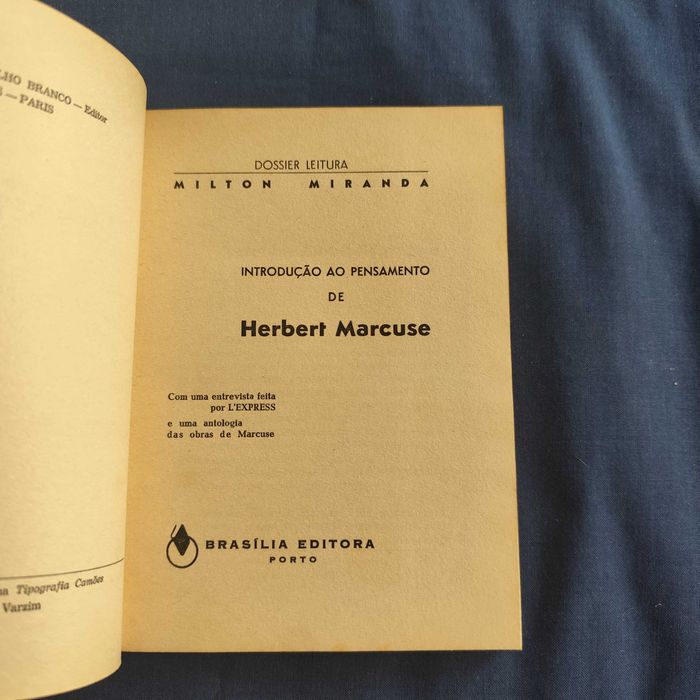 LHO BRANCO — Editor
— PARIS
Tipografia Camões
Varzim
DOSSIER LEITURA
MILTON MIRANDA
INTRODUÇÃO AO PENSAMENTO
DE
Herbert Marcuse
Com uma entrevista feita
por L'EXPRESS
e uma antologia
das obras de Marcuse
BRASÍLIA EDITORA
PORTO